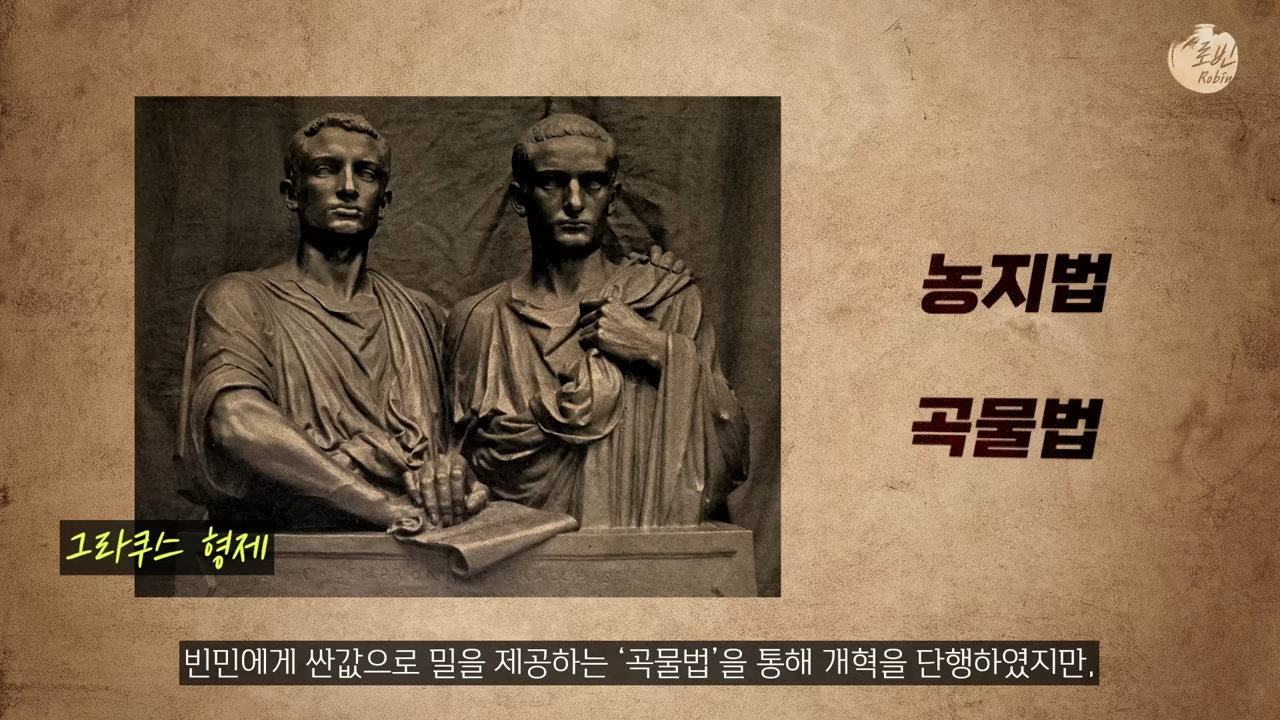 로빈
Robin
농지법
곡물법
그라쿠스 형제
빈민에게 싼값으로 밀을 제공하는 ‘곡물법’을 통해 개혁을 단행하였지만,